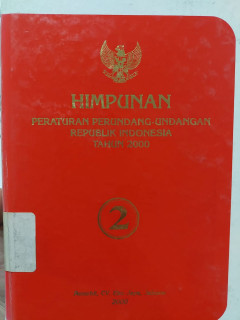 HIMPUNAN
PERATURAN PERUNDANG-UNDANGAN
REPUBLIK INDONESIA
TAHUN 2000
2